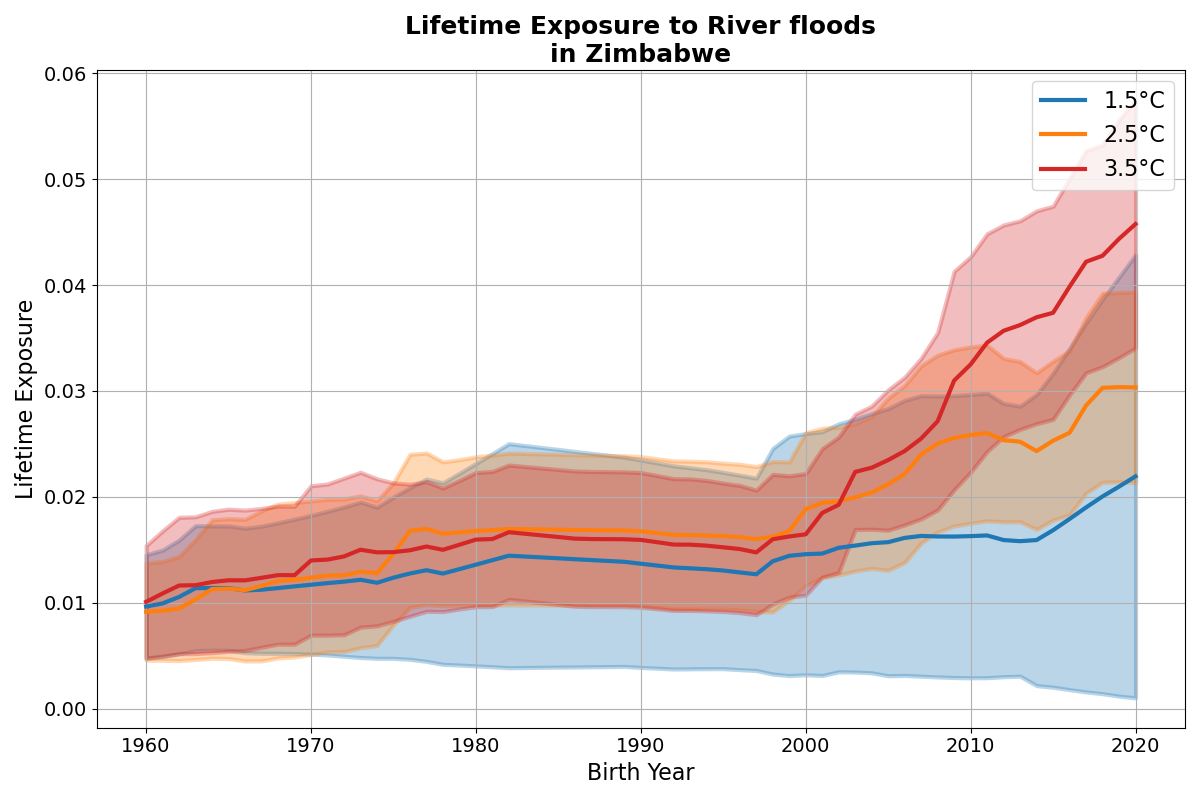 Lifetime Exposure to River floods
in Zimbabwe
1.5°C
2.5°C
3.5°C
Lifetime Exposure
0.06
0.05
0.04
0.03
0.02
0.01
0.00
1960
1970
1980
1990
2000
2010
2020
Birth Year